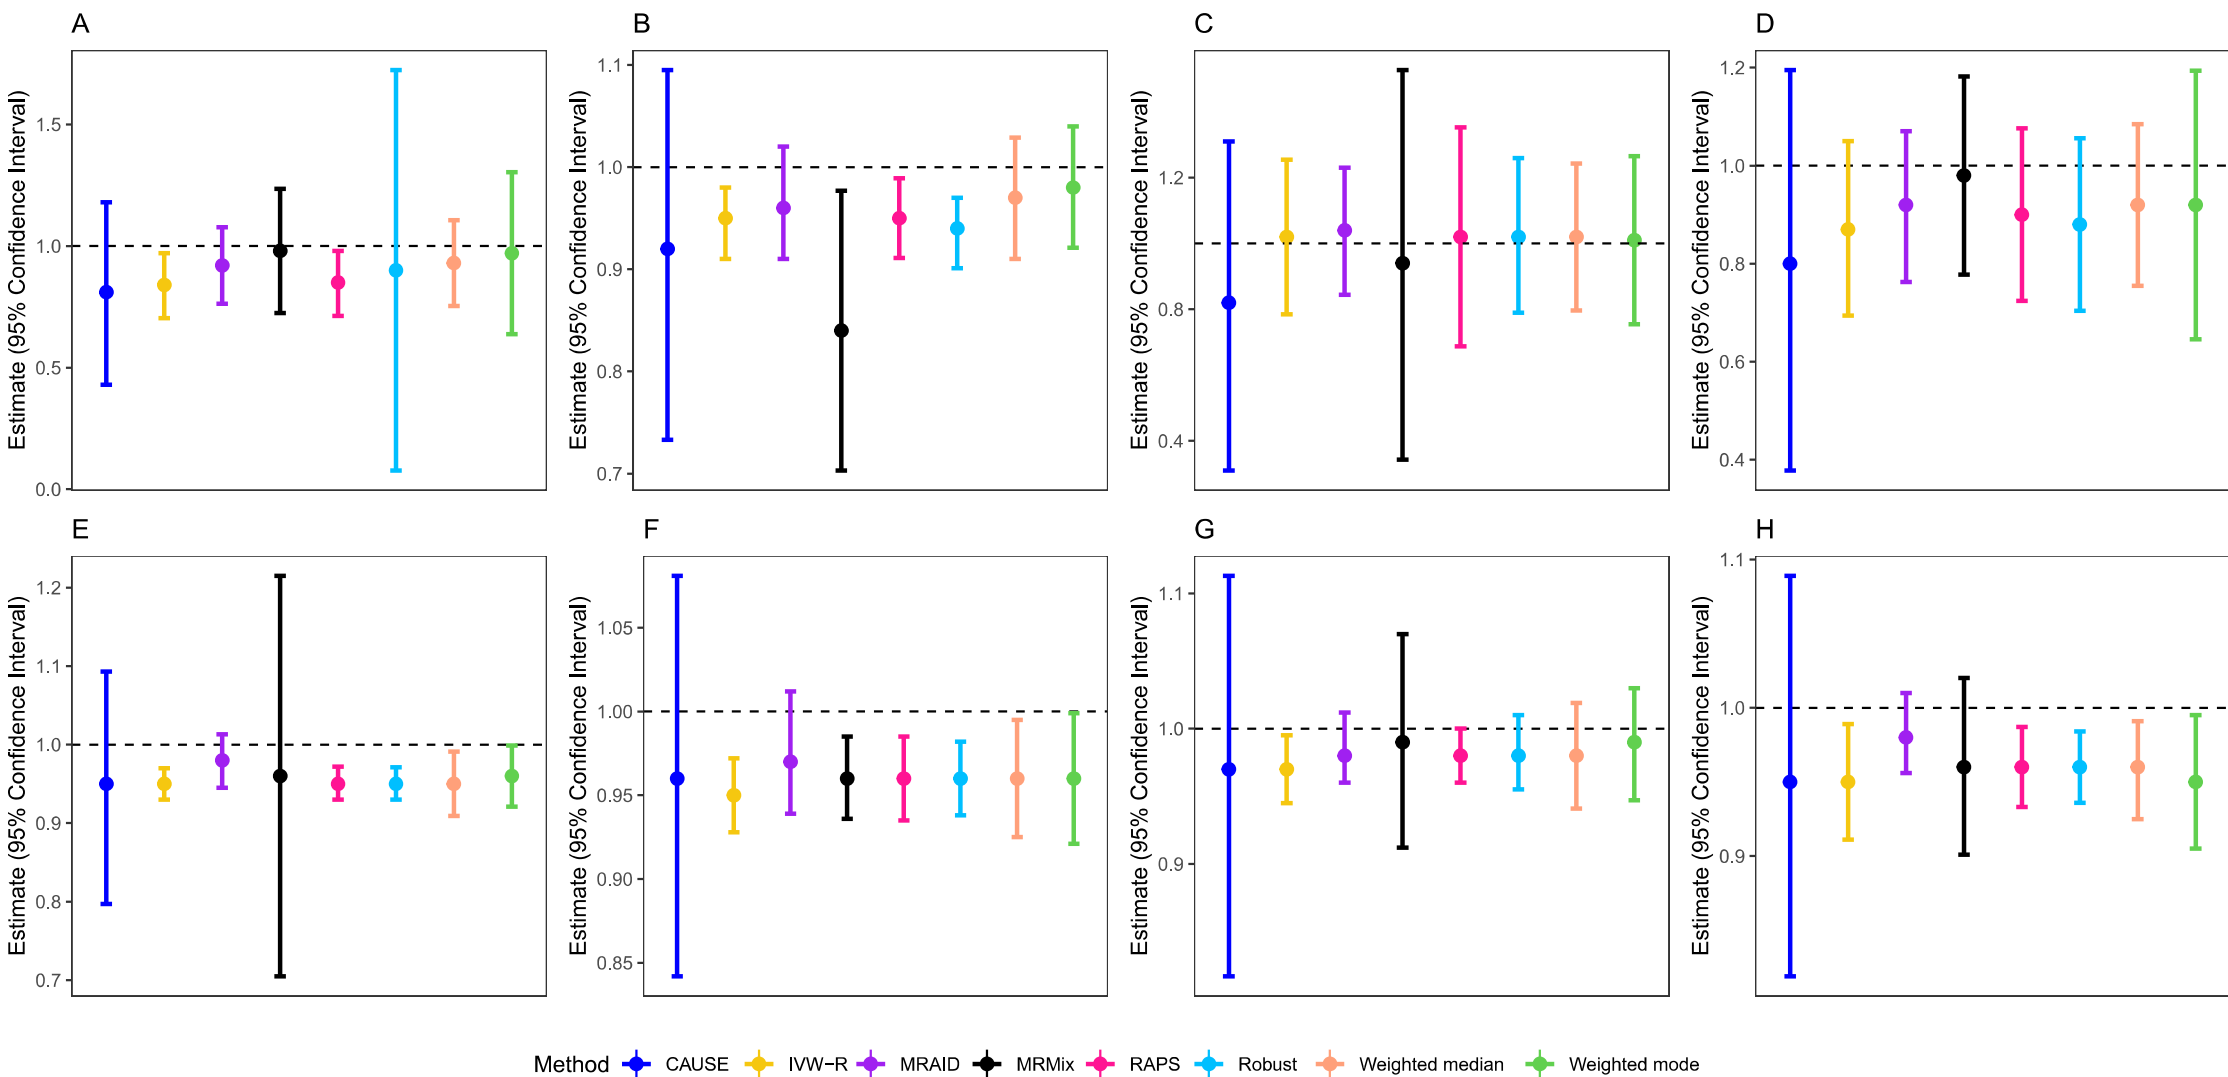 A
B
C
D
Estimate (95% Confidence Interval)
1.5
1.0
0.5
0.0
Estimate (95% Confidence Interval)
1.1
1.0
0.9
0.8
0.7
Estimate (95% Confidence Interval)
1.2
0.8
0.4
Estimate (95% Confidence Interval)
1.2
1.0
0.8
0.6
0.4
E
F
G
H
Estimate (95% Confidence Interval)
1.2
1.1
1.0
0.9
0.8
0.7
Estimate (95% Confidence Interval)
1.05
1.00
0.95
0.90
0.85
Estimate (95% Confidence Interval)
1.1
1.0
0.9
Estimate (95% Confidence Interval)
1.1
1.0
0.9
Method CAUSE IVW−R MRAID MRMix RAPS Robust Weighted median Weighted mode